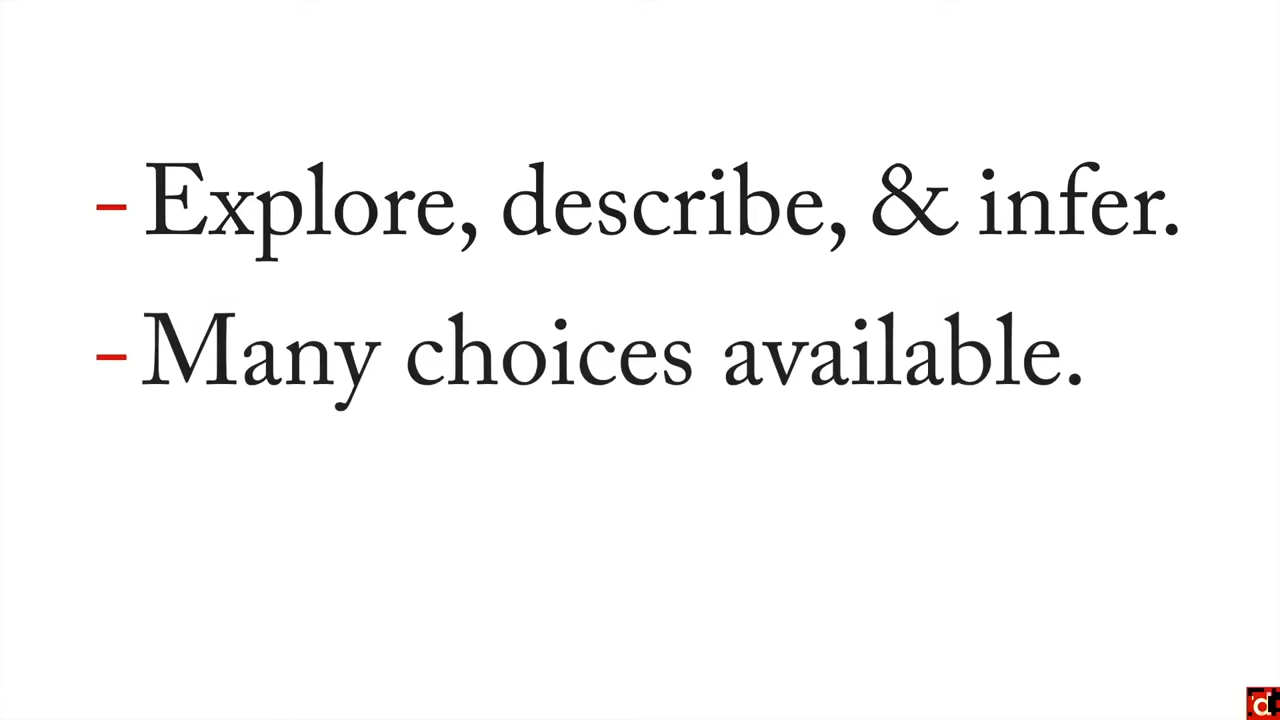 - Explore, describe, & infer.
- Many choices available.